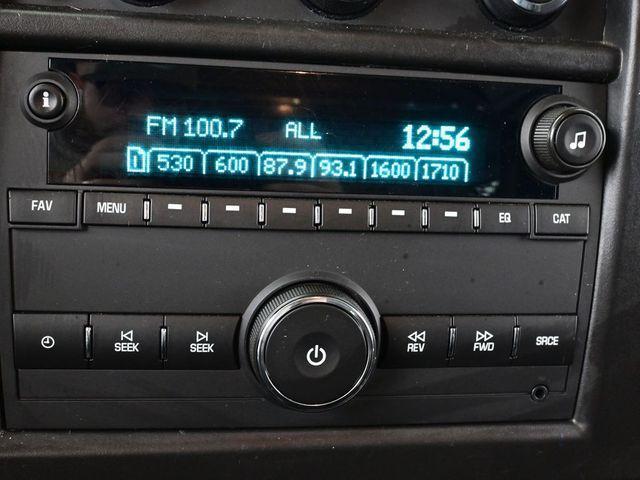 i
FM 100.7 ALL 12:56
1 530 600 87.9 93.1 1600 1710
FAV MENU EQ CAT
SEEK SEEK REV FWD SRCE